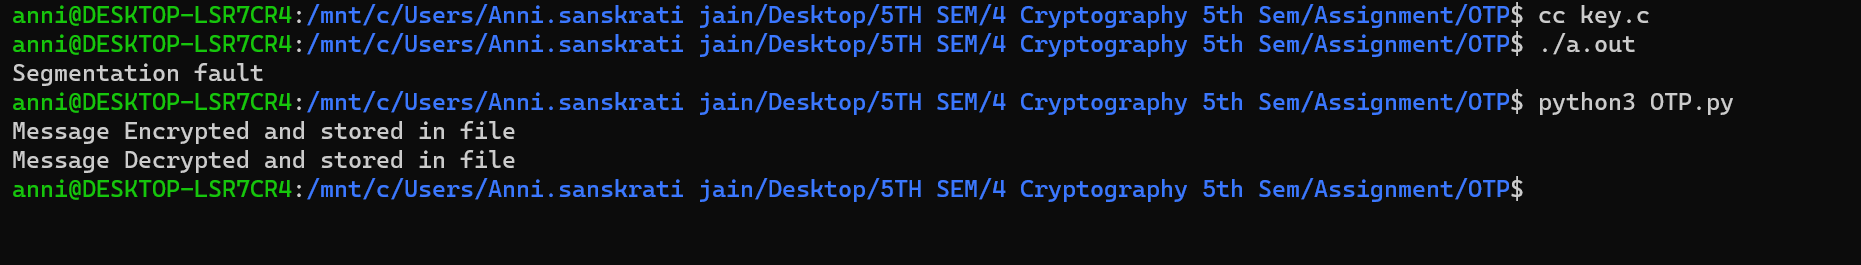 anni@DESKTOP-LSR7CR4:/mnt/c/Users/Anni.sanskrati jain/Desktop/5TH SEM/4 Cryptography 5th Sem/Assignment/OTP$ cc key.c
anni@DESKTOP-LSR7CR4:/mnt/c/Users/Anni.sanskrati jain/Desktop/5TH SEM/4 Cryptography 5th Sem/Assignment/OTP$ ./a.out
Segmentation fault
anni@DESKTOP-LSR7CR4:/mnt/c/Users/Anni.sanskrati jain/Desktop/5TH SEM/4 Cryptography 5th Sem/Assignment/OTP$ python3 OTP.py
Message Encrypted and stored in file
Message Decrypted and stored in file
anni@DESKTOP-LSR7CR4:/mnt/c/Users/Anni.sanskrati jain/Desktop/5TH SEM/4 Cryptography 5th Sem/Assignment/OTP$